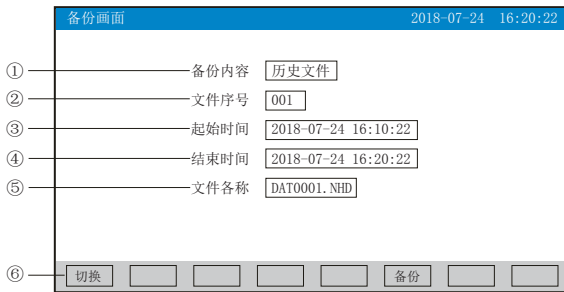 备份画面 2018-07-24 16:20:22
① 备份内容 历史文件
② 文件序号 001
③ 起始时间 2018-07-24 16:10:22
④ 结束时间 2018-07-24 16:20:22
⑤ 文件各称 DAT0001.NHD
⑥ 切换 备份